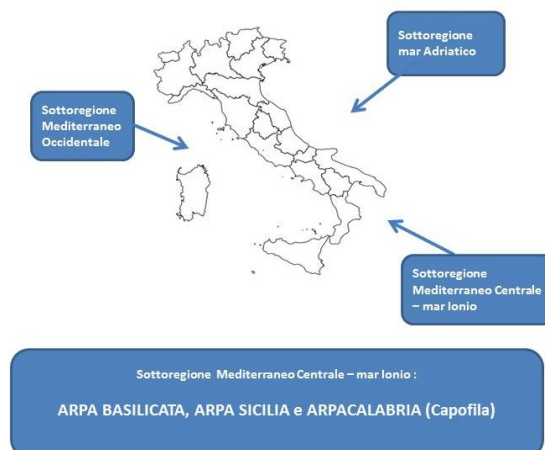 Sottoregione
mar Adriatico
Sottoregione
Mediterraneo
Occidentale
Sottoregione
Mediterraneo Centrale
– mar Ionio
Sottoregione Mediterraneo Centrale – mar Ionio :
ARPA BASILICATA, ARPA SICILIA e ARPACALABRIA (Capofila)